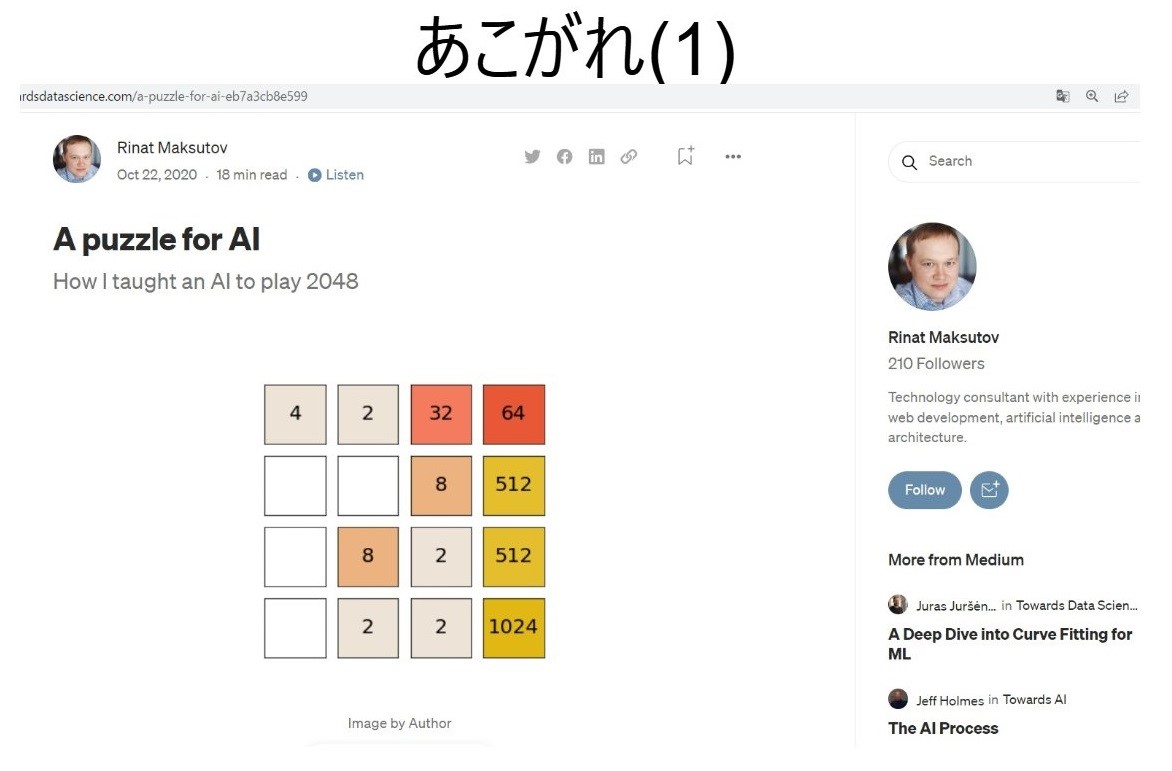 あこがれ(1)
rdsdatascience.com/a-puzzle-for-ai-eb7a3cb8e599
Rinat Maksutov
Oct 22, 2020 · 18 min read · Listen
Search
A puzzle for AI
How I taught an AI to play 2048
4 2 32 64
8 512
8 2 512
2 2 1024
Image by Author
Rinat Maksutov
210 Followers
Technology consultant with experience i
web development, artificial intelligence a
architecture.
Follow
More from Medium
Juras Juršėn... in Towards Data Scien...
A Deep Dive into Curve Fitting for
ML
Jeff Holmes in Towards AI
The AI Process